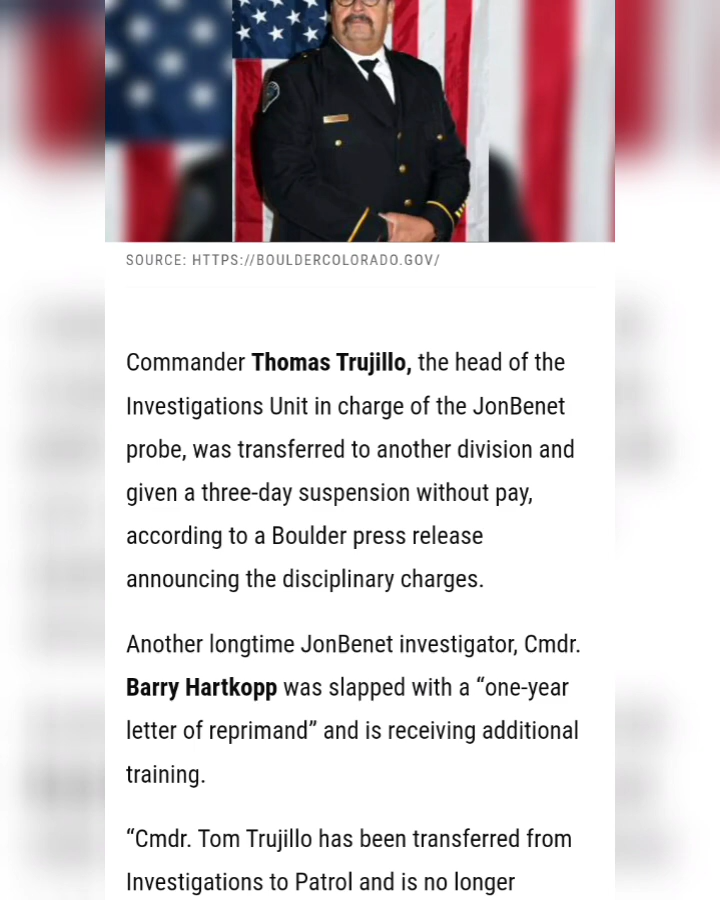 SOURCE: HTTPS://BOULDERCOLORADO.GOV/
Commander Thomas Trujillo, the head of the
Investigations Unit in charge of the JonBenet
probe, was transferred to another division and
given a three-day suspension without pay,
according to a Boulder press release
announcing the disciplinary charges.
Another longtime JonBenet investigator, Cmdr.
Barry Hartkopp was slapped with a “one-year
letter of reprimand” and is receiving additional
training.
“Cmdr. Tom Trujillo has been transferred from
Investigations to Patrol and is no longer